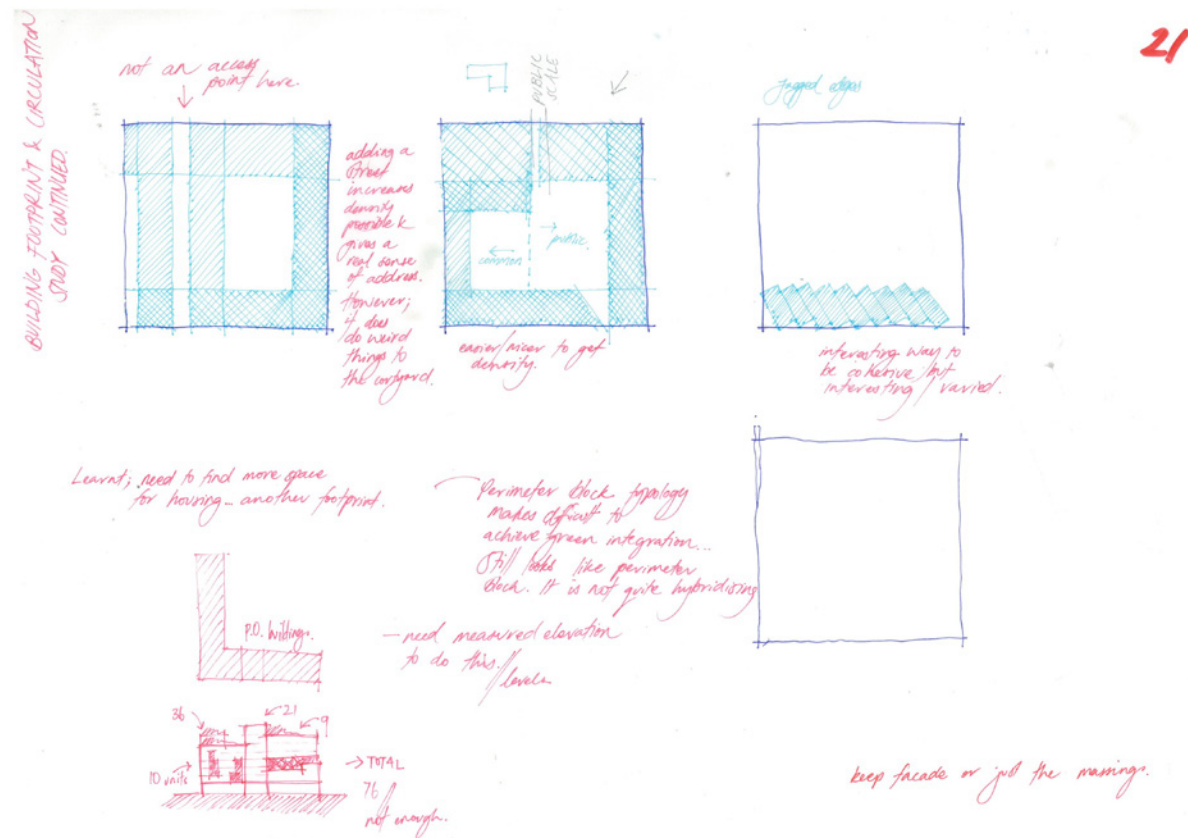 21
BUILDING FOOTPRINT & CIRCULATION
STUDY CONTINUED.
not an access
point here.
adding a
street
increases
density
possible &
gives a
real sense
of address.
However;
it does
do weird
things to
the cortyard.
PUBLIC
SCALE
common
public.
easier/nicer to get
density.
Jagged edges
interesting way to
be cohesive/but
interesting/varied.
Learnt; need to find more space
for housing... another footprint.
Perimeter block typology
makes difficult to
achieve green integration...
Still looks like perimeter
block. It is not quite hybridising
P.O. buildings.
need measured elevation
to do this.
levels
36
21
9
10 units
TOTAL
76
not enough.
keep facade or just the massings.